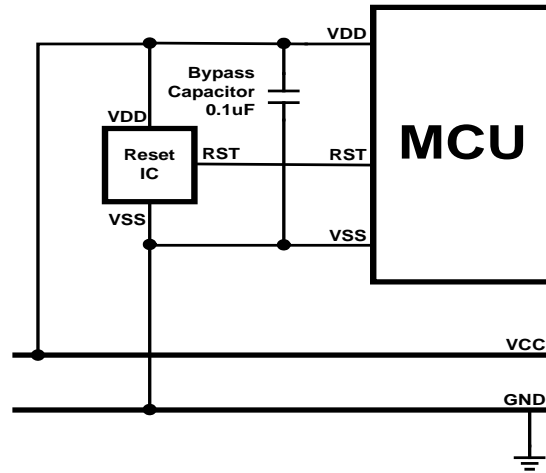 VDD
Bypass
Capacitor
0.1uF
VDD
MCU
Reset
IC
RST
RST
VSS
VSS
VCC
GND